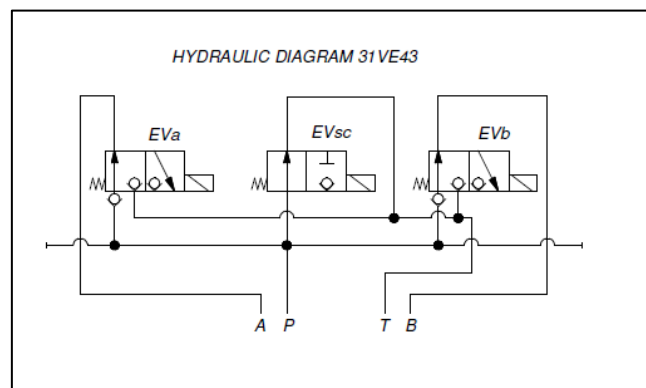 HYDRAULIC DIAGRAM 31VE43
EVa
EVsc
EVb
A P T B